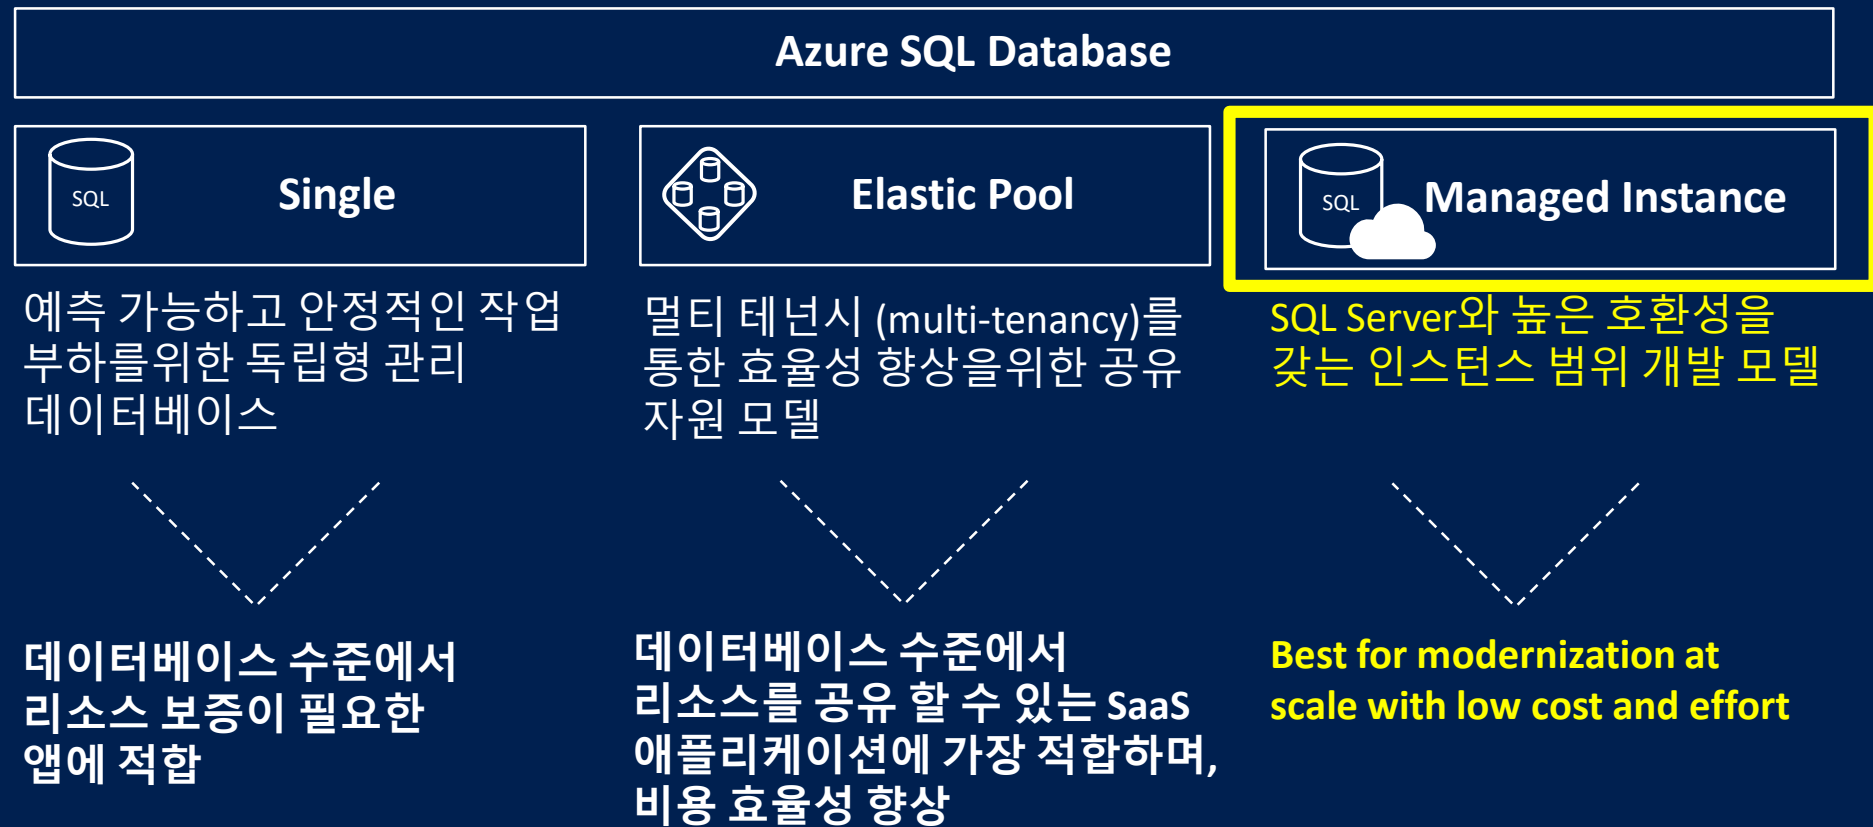 Azure SQL Database
SQL
Single
예측 가능하고 안정적인 작업
부하를위한 독립형 관리
데이터베이스
데이터베이스 수준에서
리소스 보증이 필요한
앱에 적합
Elastic Pool
멀티 테넌시 (multi-tenancy)를
통한 효율성 향상을위한 공유
자원 모델
데이터베이스 수준에서
리소스를 공유 할 수 있는 SaaS
애플리케이션에 가장 적합하며,
비용 효율성 향상
SQL
Managed Instance
SQL Server와 높은 호환성을
갖는 인스턴스 범위 개발 모델
Best for modernization at
scale with low cost and effort